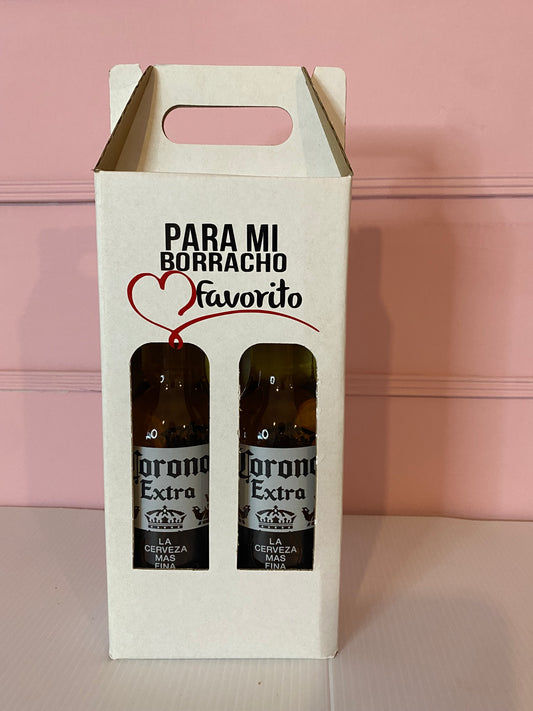 PARA MI
BORRACHO
favorito
Corona
Extra
LA
CERVEZA
MAS
FINA
Corona
Extra
LA
CERVEZA
MAS
FINA